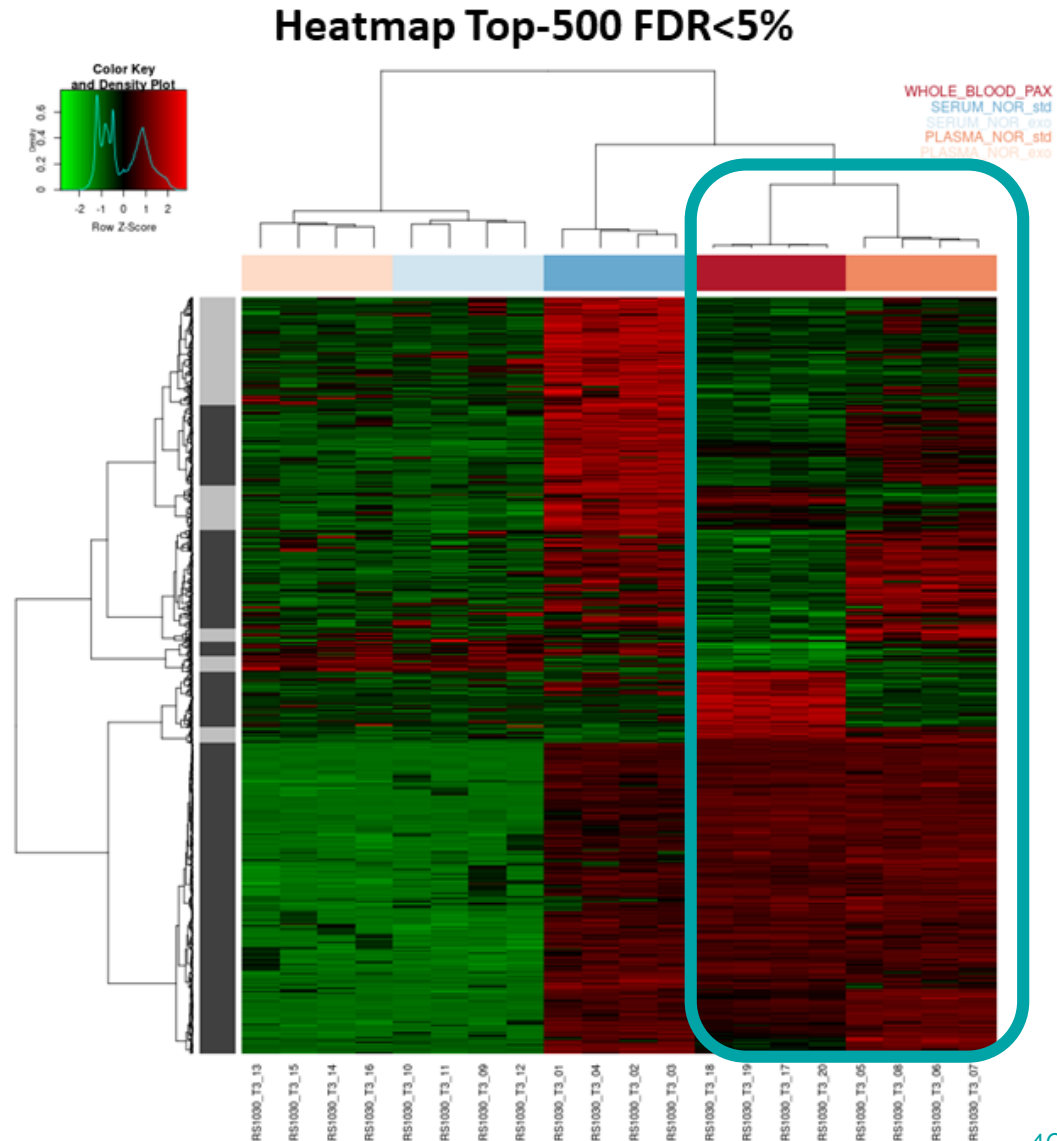 Heatmap Top-500 FDR<5%
Color Key
and Density Plot
Density
0 0.2 0.4 0.6
-2 -1 0 1 2
Row Z-Score
WHOLE_BLOOD_PAX
SERUM_NOR_std
SERUM_NOR_exo
PLASMA_NOR_std
PLASMA_NOR_exo
RS1030_T3_13
RS1030_T3_15
RS1030_T3_14
RS1030_T3_16
RS1030_T3_10
RS1030_T3_11
RS1030_T3_09
RS1030_T3_12
RS1030_T3_01
RS1030_T3_04
RS1030_T3_02
RS1030_T3_03
RS1030_T3_18
RS1030_T3_19
RS1030_T3_17
RS1030_T3_20
RS1030_T3_05
RS1030_T3_08
RS1030_T3_06
RS1030_T3_07